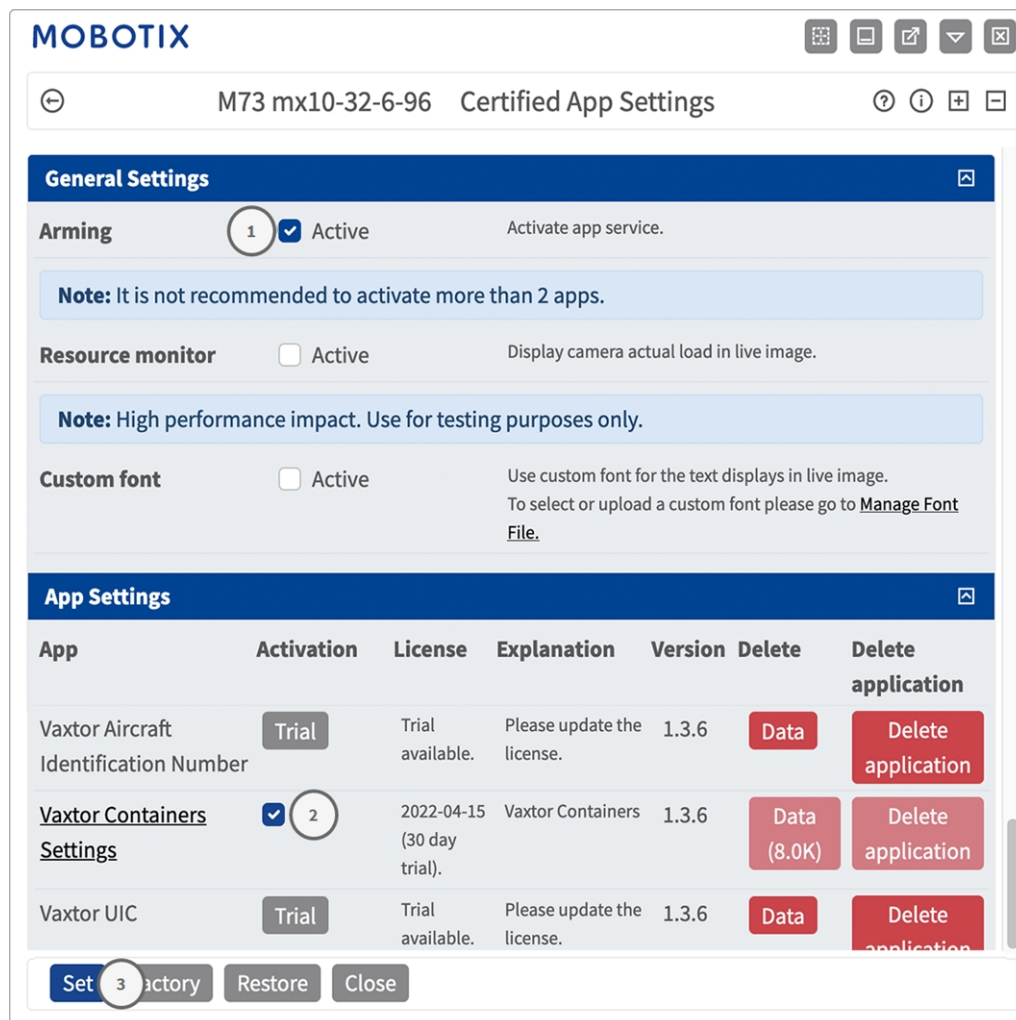 MOBOTIX
M73 mx10-32-6-96 Certified App Settings
General Settings
Arming
1
Active
Activate app service.
Note: It is not recommended to activate more than 2 apps.
Resource monitor
Active
Display camera actual load in live image.
Note: High performance impact. Use for testing purposes only.
Custom font
Active
Use custom font for the text displays in live image.
To select or upload a custom font please go to Manage Font
File.
App Settings
App
Activation
License
Explanation
Version
Delete
Delete
application
Vaxtor Aircraft
Identification Number
Trial
Trial
available.
Please update the
license.
1.3.6
Data
Delete
application
Vaxtor Containers
Settings
2
2022-04-15
(30 day
trial).
Vaxtor Containers
1.3.6
Data
(8.0K)
Delete
application
Vaxtor UIC
Trial
Trial
available.
Please update the
license.
1.3.6
Data
Delete
application
Set
3
actory
Restore
Close